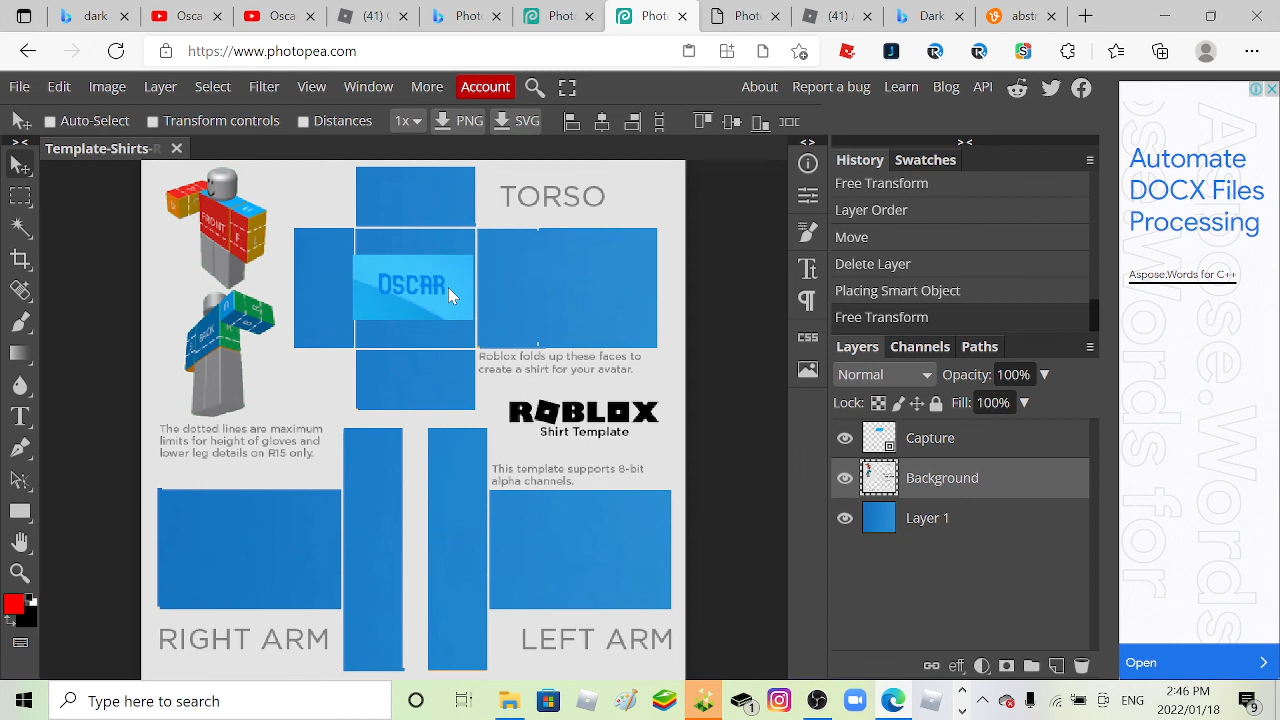 (41)
Phot
Phot
Phot
(41)
https://www.photopea.com
File Edit Image Layer Select Filter View Window More Account About Report a bug Learn Blog API
Auto-Select Transform controls Distances 1x PNG SVG
Template-Shirts-R
TORSO
FRONT
BACK
OSCAR
Roblox folds up these faces to
create a shirt for your avatar.
ROBLOX
Shirt Template
The dotted lines are maximum
limits for height of gloves and
lower leg details on R15 only.
This template supports 8-bit
alpha channels.
RIGHT ARM
LEFT ARM
History Swatches
Free Transform
Layer Order
Move
Delete Layer
Placing Smart Object
Free Transform
Layers Channels Paths
Normal Opacity: 100%
Lock: Fill: 100%
Capture
Background
Layer 1
CSS
eff
Automate
DOCX Files
Processing
Aspose.Words for C++
Aspose.Words for
Open
Type here to search
ENG
2:46 PM
2022/01/18